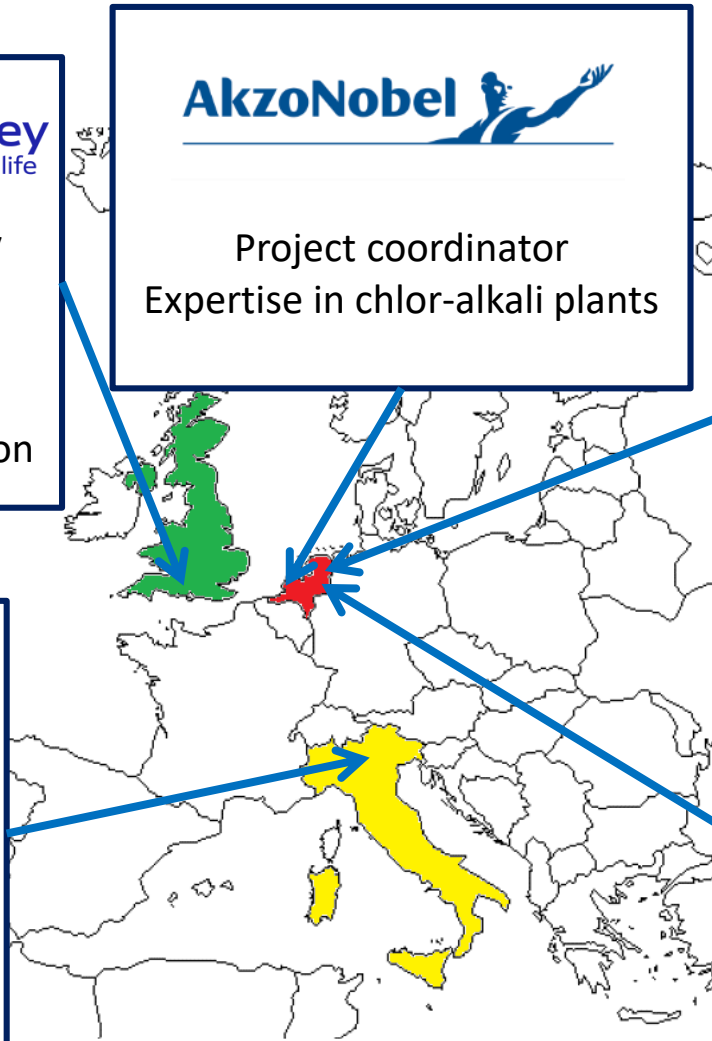 ey
life
y
on
AkzoNobel
Project coordinator
Expertise in chlor-alkali plants